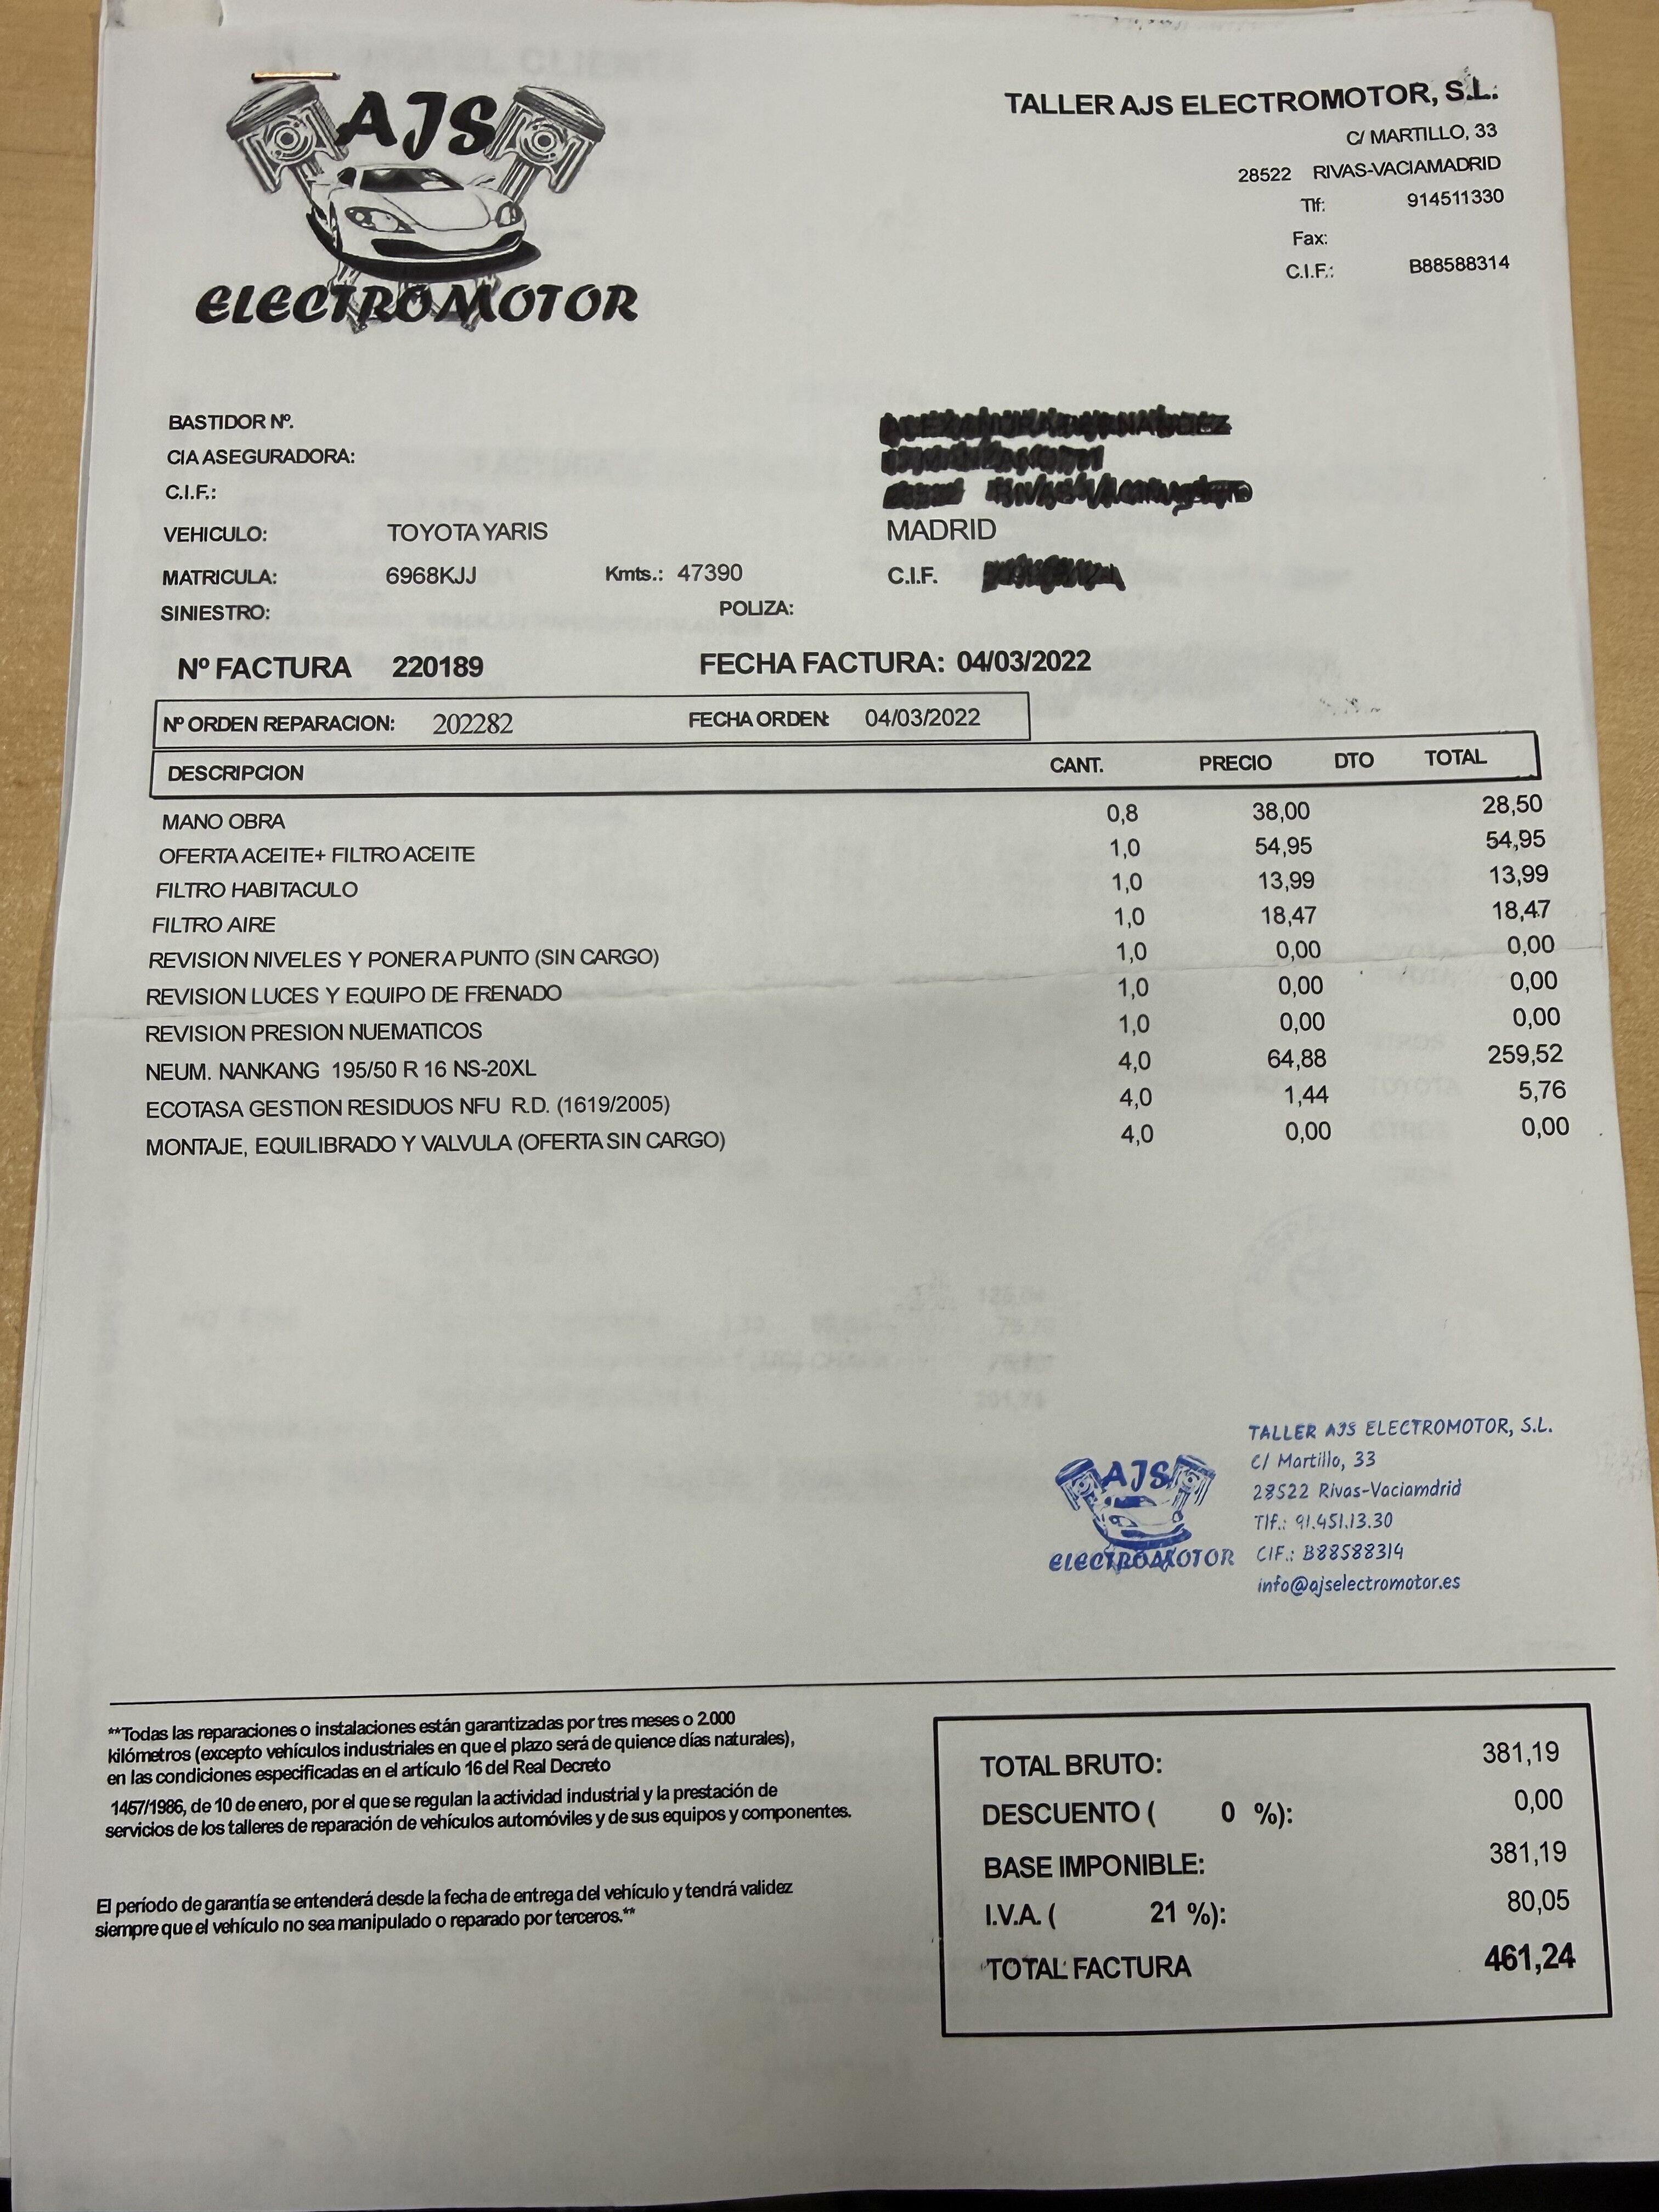 AJS
ELECTROMOTOR
TALLER AJS ELECTROMOTOR, S.L.
C/ MARTILLO, 33
28522 RIVAS-VACIAMADRID
Tlf: 914511330
Fax:
C.I.F.: B88588314
BASTIDOR Nº.
CIA ASEGURADORA:
C.I.F.:
VEHICULO: TOYOTA YARIS MADRID
MATRICULA: 6968KJJ Kmts.: 47390 C.I.F.
SINIESTRO: POLIZA:
Nº FACTURA 220189 FECHA FACTURA: 04/03/2022
Nº ORDEN REPARACION: 202282 FECHA ORDEN: 04/03/2022
DESCRIPCION CANT. PRECIO DTO TOTAL
MANO OBRA 0,8 38,00 28,50
OFERTA ACEITE+ FILTRO ACEITE 1,0 54,95 54,95
FILTRO HABITACULO 1,0 13,99 13,99
FILTRO AIRE 1,0 18,47 18,47
REVISION NIVELES Y PONER A PUNTO (SIN CARGO) 1,0 0,00 0,00
REVISION LUCES Y EQUIPO DE FRENADO 1,0 0,00 0,00
REVISION PRESION NUEMATICOS 1,0 0,00 0,00
NEUM. NANKANG 195/50 R 16 NS-20XL 4,0 64,88 259,52
ECOTASA GESTION RESIDUOS NFU R.D. (1619/2005) 4,0 1,44 5,76
MONTAJE, EQUILIBRADO Y VALVULA (OFERTA SIN CARGO) 4,0 0,00 0,00
AJS
ELECTROMOTOR
TALLER AJS ELECTROMOTOR, S.L.
C/ Martillo, 33
28522 Rivas-Vaciamdrid
Tlf.: 91.451.13.30
CIF.: B88588314
info@ajselectromotor.es
**Todas las reparaciones o instalaciones están garantizadas por tres meses o 2.000
kilómetros (excepto vehículos industriales en que el plazo será de quience días naturales),
en las condiciones especificadas en el artículo 16 del Real Decreto
1457/1986, de 10 de enero, por el que se regulan la actividad industrial y la prestación de
servicios de los talleres de reparación de vehículos automóviles y de sus equipos y componentes.
El período de garantía se entenderá desde la fecha de entrega del vehículo y tendrá validez
siempre que el vehículo no sea manipulado o reparado por terceros.**
TOTAL BRUTO: 381,19
DESCUENTO ( 0 %): 0,00
BASE IMPONIBLE: 381,19
I.V.A. ( 21 %): 80,05
TOTAL FACTURA 461,24